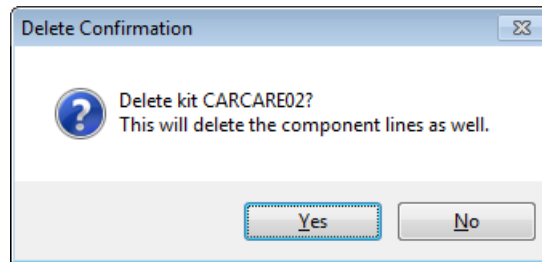 Delete Confirmation
Delete kit CARCARE02?
This will delete the component lines as well.
Yes
No